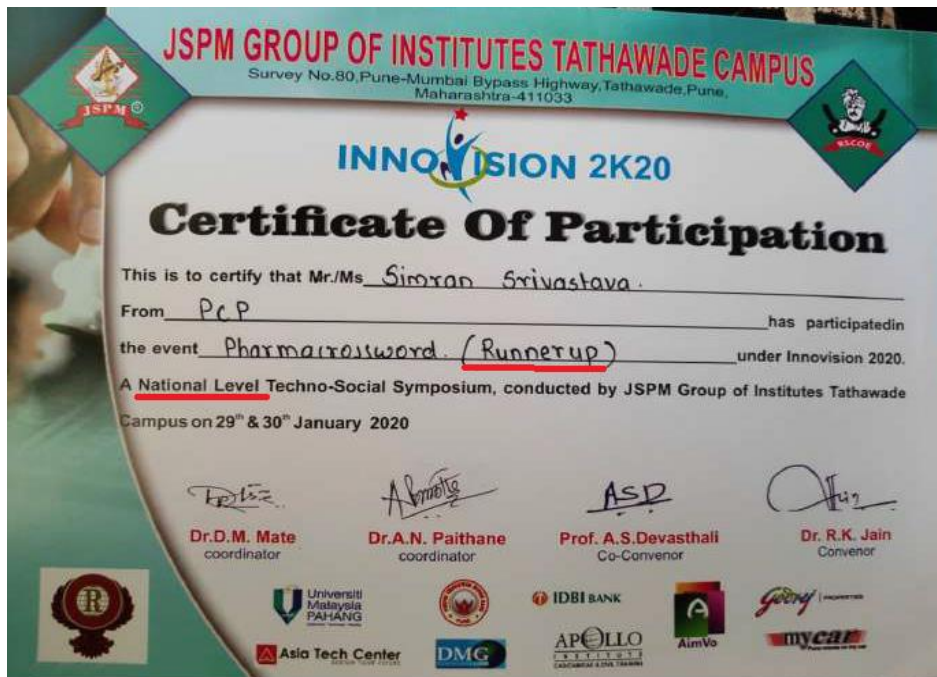 JSPM GROUP OF INSTITUTES TATHAWADE CAMPUS
Survey No.80,Pune-Mumbai Bypass Highway,Tathawade,Pune,
Maharashtra-411033
JSPM ®
RSCOE
INNOVISION 2K20
Certificate Of Participation
This is to certify that Mr./Ms Simran Srivastava.
From PCP has participatedin
the event Pharmacrossword. (Runnerup) under Innovision 2020.
A National Level Techno-Social Symposium, conducted by JSPM Group of Institutes Tathawade
Campus on 29th & 30th January 2020
ASD
Dr.D.M. Mate Dr.A.N. Paithane Prof. A.S.Devasthali Dr. R.K. Jain
coordinator coordinator Co-Convenor Convenor
R
Universiti
Malaysia
PAHANG
IDBI BANK
AimVo
Godrej PROPERTIES
Asia Tech Center
DMG
APOLLO
INSTITUTE
mycar